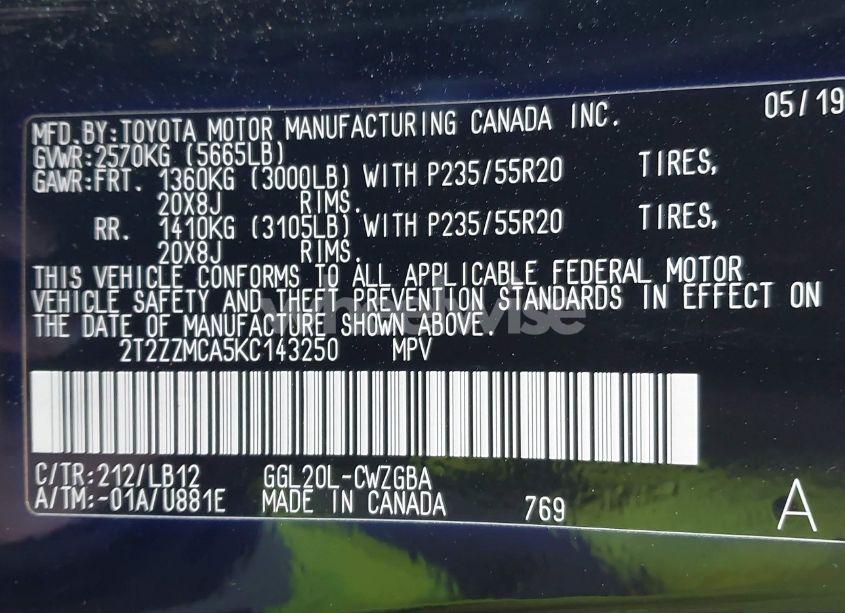 05/19
MFD.BY:TOYOTA MOTOR MANUFACTURING CANADA INC.
GVWR:2570KG (5665LB)
GAWR:FRT. 1360KG (3000LB) WITH P235/55R20 TIRES,
20X8J RIMS.
RR. 1410KG (3105LB) WITH P235/55R20 TIRES,
20X8J RIMS.
THIS VEHICLE CONFORMS TO ALL APPLICABLE FEDERAL MOTOR
VEHICLE SAFETY AND THEFT PREVENTION STANDARDS IN EFFECT ON
THE DATE OF MANUFACTURE SHOWN ABOVE.
2T2ZZMCA5KC143250 MPV
C/TR:212/LB12 GGL20L-CWZGBA
A/TM:-01A/U881E MADE IN CANADA 769 A